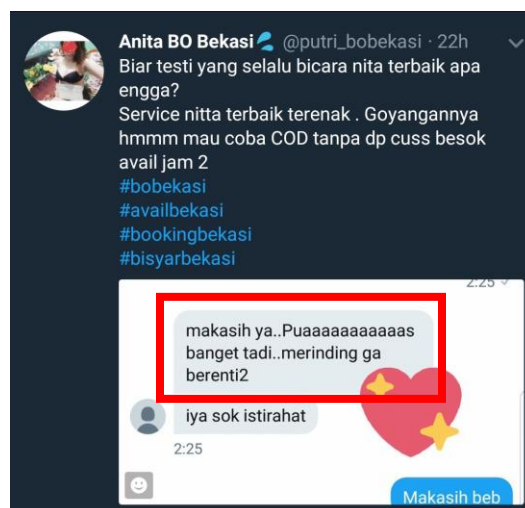 Anita BO Bekasi💦 @putri_bobekasi · 22h
Biar testi yang selalu bicara nita terbaik apa
engga?
Service nitta terbaik terenak . Goyangannya
hmmm mau coba COD tanpa dp cuss besok
avail jam 2
#bobekasi
#availbekasi
#bookingbekasi
#bisyarbekasi
2:25
makasih ya..Puaaaaaaaaaaas
banget tadi..merinding ga
berenti2
iya sok istirahat
2:25
Makasih beb